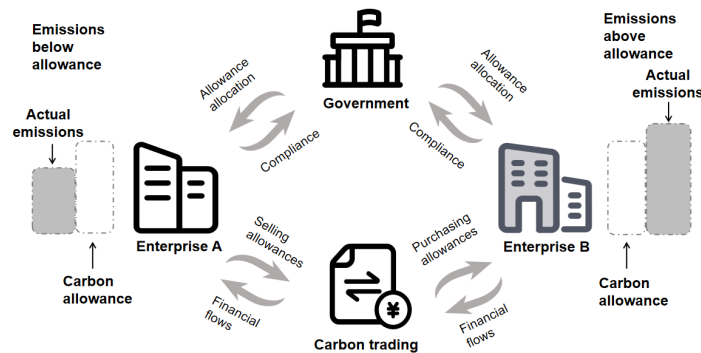 Emissions
below
allowance
Actual
emissions
Carbon
allowance
Enterprise A
Allowance
allocation
Compliance
Government
Allowance
allocation
Compliance
Selling
allowances
Financial
flows
¥
Carbon trading
Purchasing
allowances
Financial
flows
Enterprise B
Emissions
above
allowance
Actual
emissions
Carbon
allowance